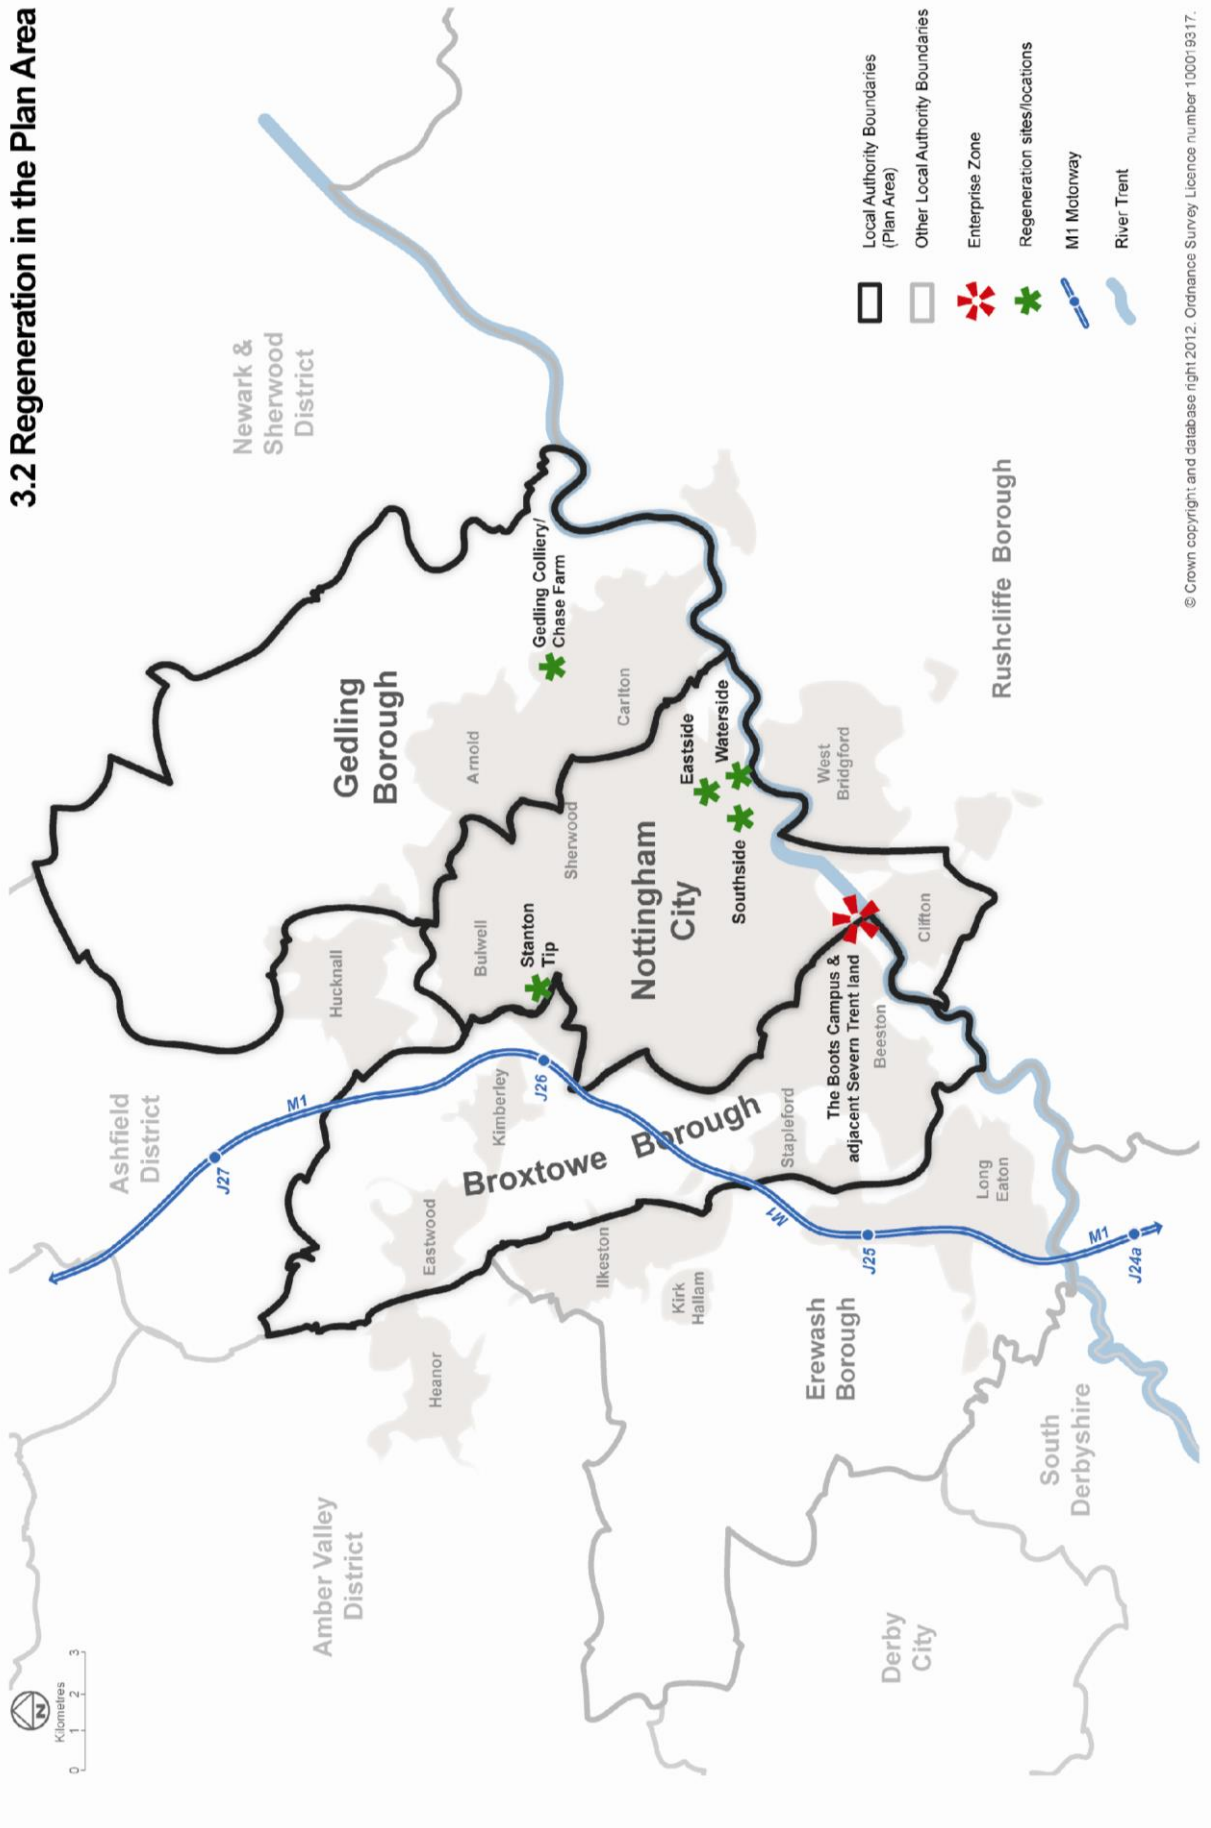 3.2 Regeneration in the Plan Area
N
Kilometres
0 1 2 3
Newark &
Sherwood
District
Ashfield
District
Amber Valley
District
Gedling
Borough
Hucknall
M1
J27
Arnold
Bulwell
Eastwood
Heanor
Kimberley
Broxtowe Borough
Gedling Colliery/
Chase Farm
Stanton
Tip
J26
Sherwood
Carlton
Ilkeston
Nottingham
City
Kirk
Hallam
Eastside
Waterside
Southside
M1
Stapleford
West
Bridgford
The Boots Campus &
adjacent Severn Trent land
Erewash
Borough
J25
Beeston
Clifton
Derby
City
Long
Eaton
Rushcliffe Borough
South
Derbyshire
M1
J24a
Local Authority Boundaries
(Plan Area)
Other Local Authority Boundaries
Enterprise Zone
Regeneration sites/locations
M1 Motorway
River Trent
© Crown copyright and database right 2012. Ordnance Survey Licence number 100019317.